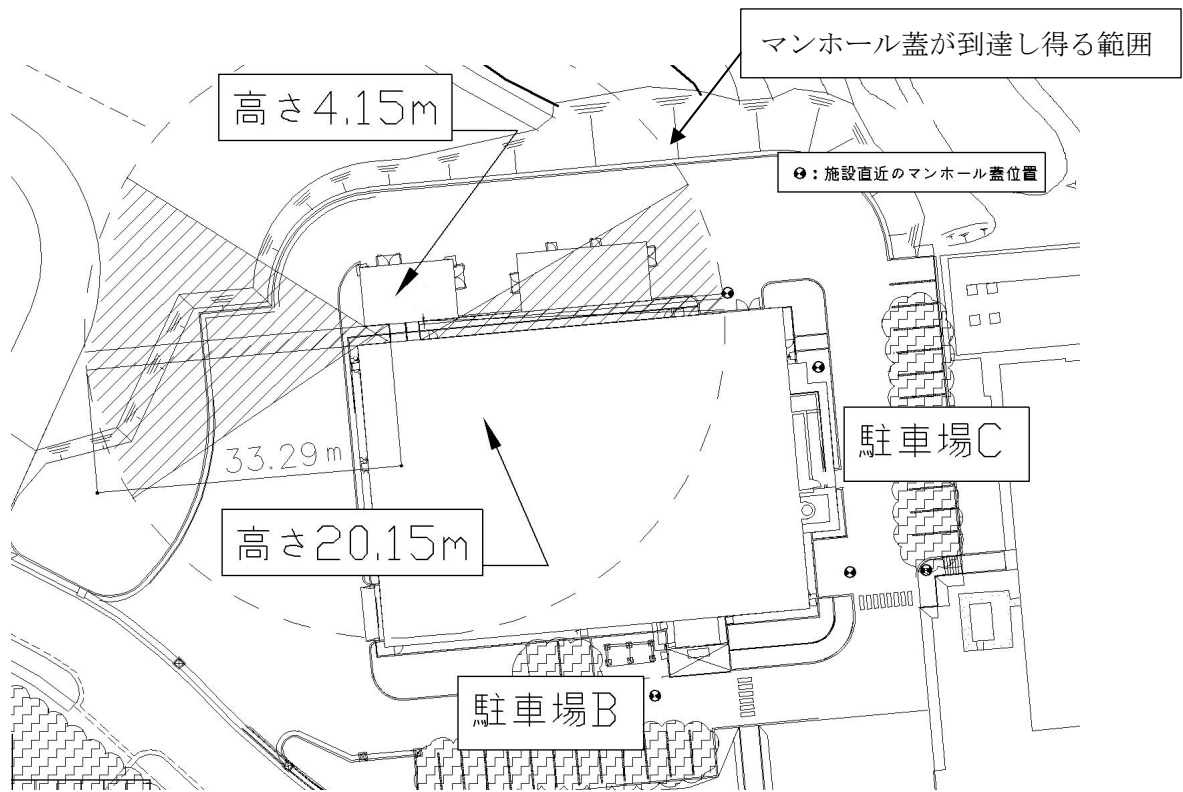 マンホール蓋が到達し得る範囲
高さ4.15m
：施設直近のマンホール蓋位置
33.29m
駐車場C
高さ20.15m
駐車場B